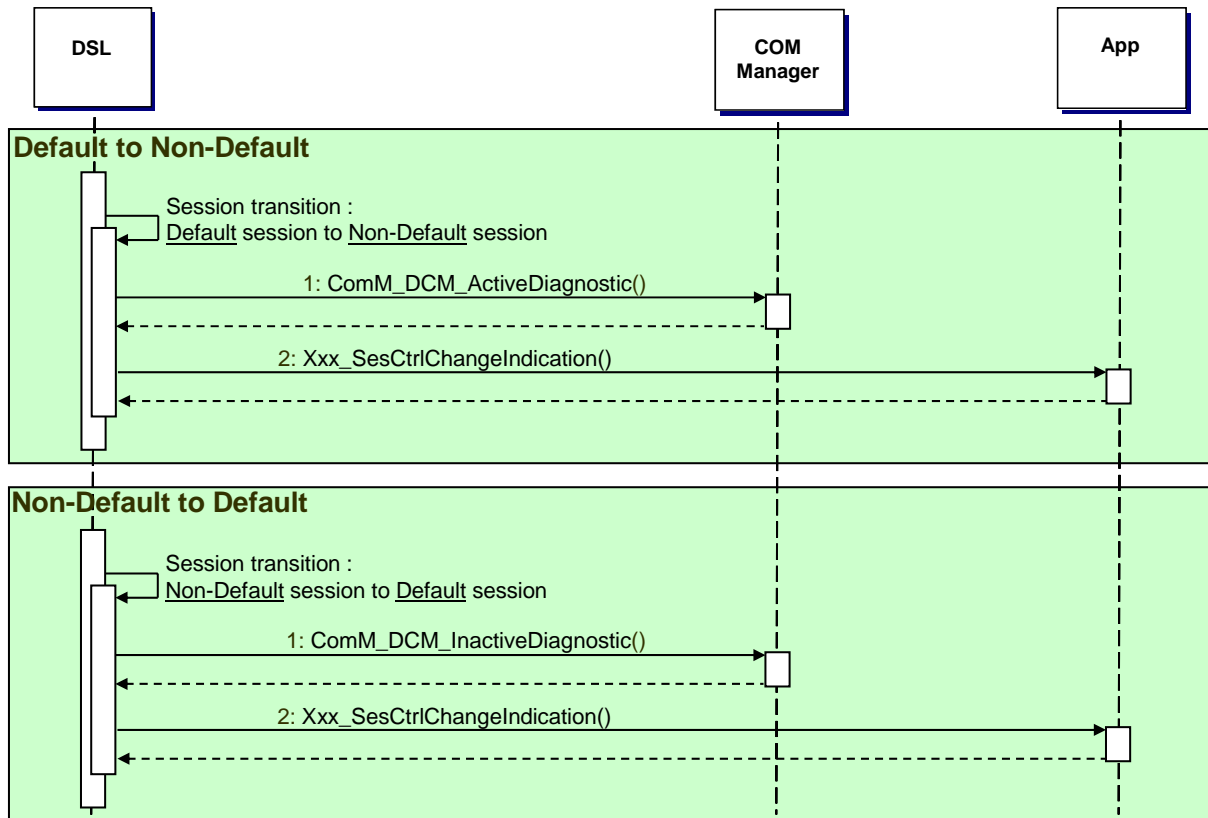 DSL
COM
Manager
App
Default to Non-Default
Session transition :
Default session to Non-Default session
1: ComM_DCM_ActiveDiagnostic()
2: Xxx_SesCtrlChangeIndication()
Non-Default to Default
Session transition :
Non-Default session to Default session
1: ComM_DCM_InactiveDiagnostic()
2: Xxx_SesCtrlChangeIndication()